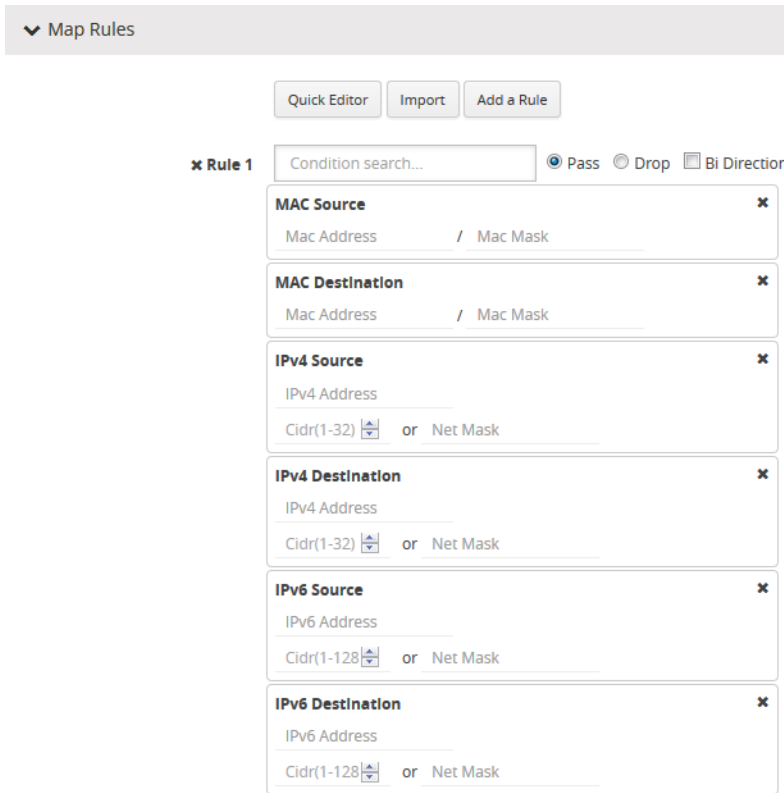 Map Rules
Quick Editor Import Add a Rule
Rule 1 Condition search... Pass Drop Bi Direction
MAC Source
Mac Address / Mac Mask
MAC Destination
Mac Address / Mac Mask
IPv4 Source
IPv4 Address
Cidr(1-32) or Net Mask
IPv4 Destination
IPv4 Address
Cidr(1-32) or Net Mask
IPv6 Source
IPv6 Address
Cidr(1-128 or Net Mask
IPv6 Destination
IPv6 Address
Cidr(1-128 or Net Mask